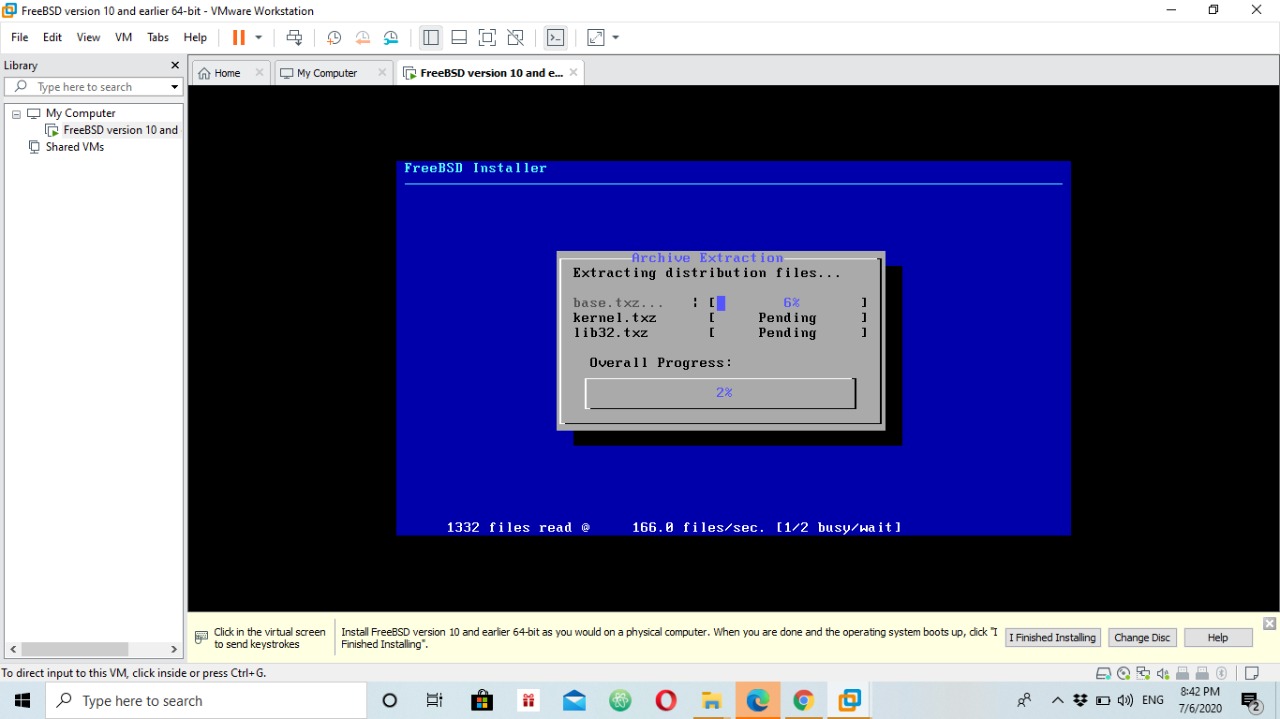 FreeBSD version 10 and earlier 64-bit - VMware Workstation
File Edit View VM Tabs Help
Library
Type here to search
My Computer
FreeBSD version 10 and
Shared VMs
Home
My Computer
FreeBSD version 10 and e...
FreeBSD Installer
Archive Extraction
Extracting distribution files...
base.txz... ¦ [ 6% ]
kernel.txz [ Pending ]
lib32.txz [ Pending ]
Overall Progress:
2%
1332 files read @ 166.0 files/sec. [1/2 busy/wait]
Click in the virtual screen
to send keystrokes
Install FreeBSD version 10 and earlier 64-bit as you would on a physical computer. When you are done and the operating system boots up, click "I
Finished Installing".
I Finished Installing
Change Disc
Help
To direct input to this VM, click inside or press Ctrl+G.
Type here to search
ENG
8:42 PM
7/6/2020
2